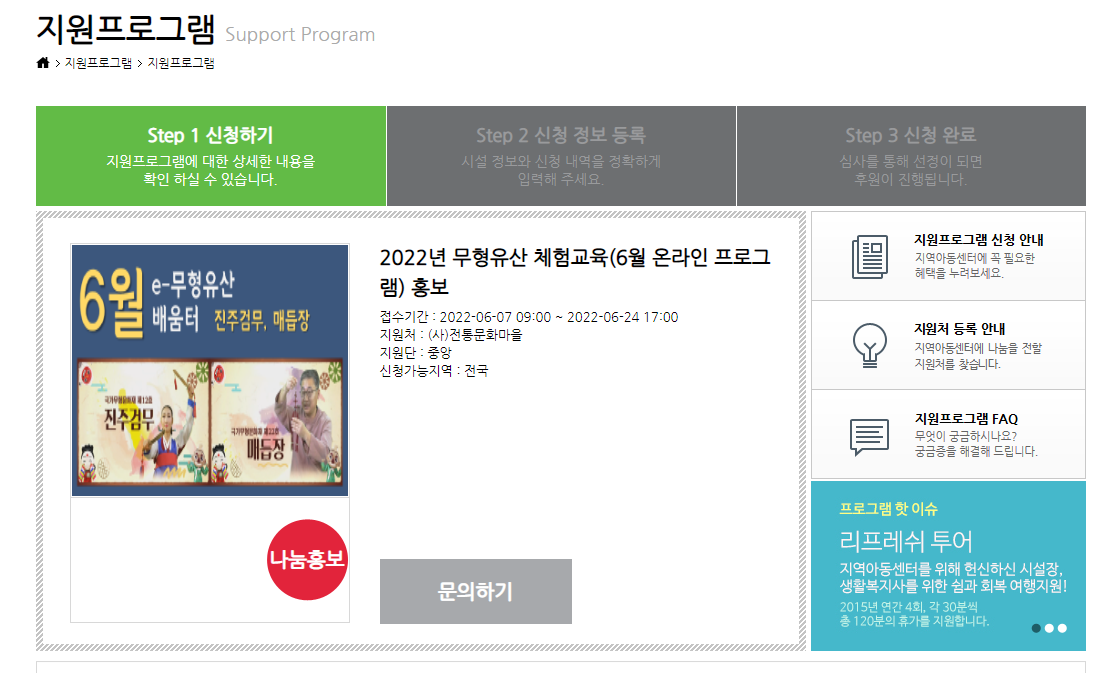 지원프로그램 Support Program
> 지원프로그램 > 지원프로그램
Step 1 신청하기
지원프로그램에 대한 상세한 내용을
확인 하실 수 있습니다.
Step 2 신청 정보 등록
시설 정보와 신청 내역을 정확하게
입력해 주세요.
Step 3 신청 완료
심사를 통해 선정이 되면
후원이 진행됩니다.
6월 e-무형유산
배움터 진주검무, 매듭장
국가무형문화재 제12호
진주검무
국가무형문화재 제22호
매듭장
나눔홍보
2022년 무형유산 체험교육(6월 온라인 프로그
램) 홍보
접수기간 : 2022-06-07 09:00 ~ 2022-06-24 17:00
지원처 : (사)전통문화마을
지원단 : 중앙
신청가능지역 : 전국
문의하기
지원프로그램 신청 안내
지역아동센터에 꼭 필요한
혜택을 누려보세요.
지원처 등록 안내
지역아동센터에 나눔을 전할
지원처를 찾습니다.
지원프로그램 FAQ
무엇이 궁금하시나요?
궁금증을 해결해 드립니다.
프로그램 핫 이슈
리프레쉬 투어
지역아동센터를 위해 헌신하신 시설장,
생활복지사를 위한 쉼과 회복 여행지원!
2015년 연간 4회, 각 30분씩
총 120분의 휴가를 지원합니다.